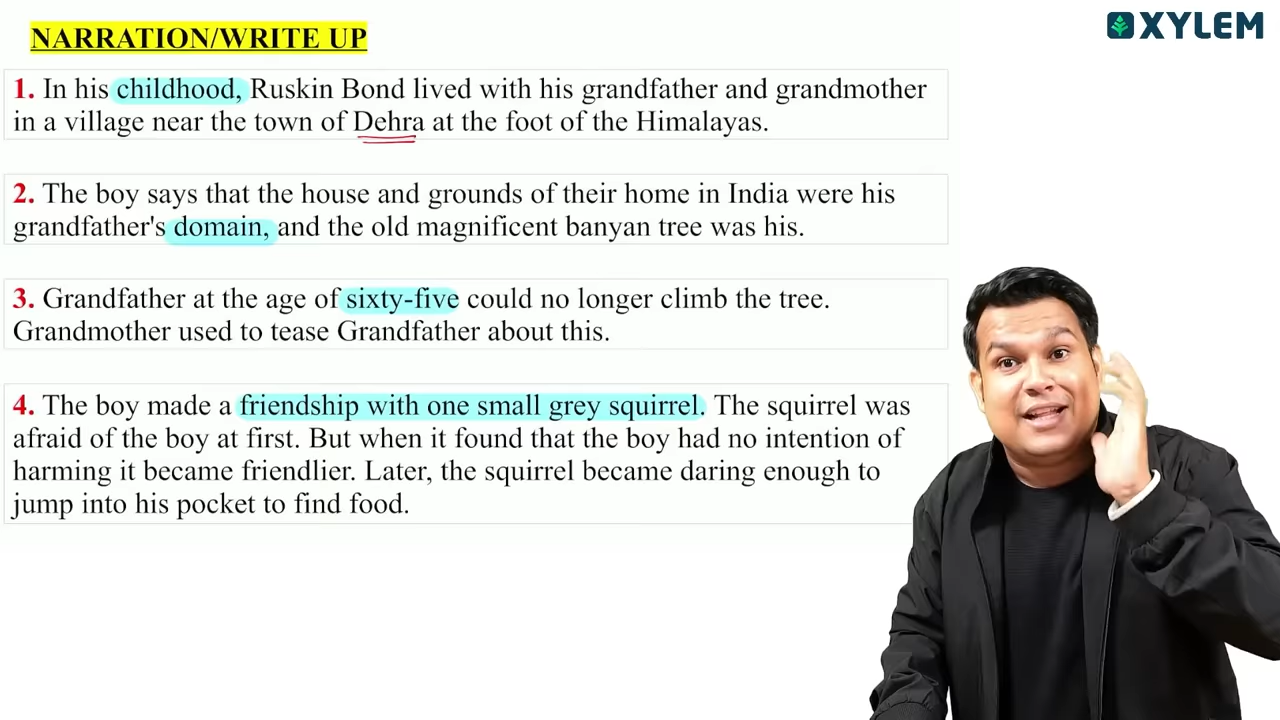 NARRATION/WRITE UP
XYLEM
1. In his childhood, Ruskin Bond lived with his grandfather and grandmother
in a village near the town of Dehra at the foot of the Himalayas.
2. The boy says that the house and grounds of their home in India were his
grandfather's domain, and the old magnificent banyan tree was his.
3. Grandfather at the age of sixty-five could no longer climb the tree.
Grandmother used to tease Grandfather about this.
4. The boy made a friendship with one small grey squirrel. The squirrel was
afraid of the boy at first. But when it found that the boy had no intention of
harming it became friendlier. Later, the squirrel became daring enough to
jump into his pocket to find food.